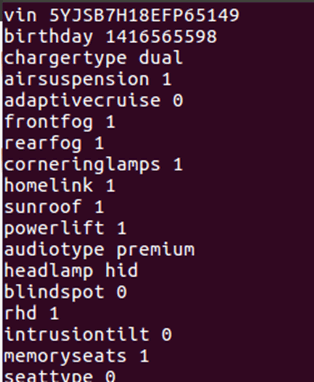 vin 5YJSB7H18EFP65149
birthday 1416565598
chargertype dual
airsuspension 1
adaptivecruise 0
frontfog 1
rearfog 1
corneringlamps 1
homelink 1
sunroof 1
powerlift 1
audiotype premium
headlamp hid
blindspot 0
rhd 1
intrusiontilt 0
memoryseats 1
seattype 0